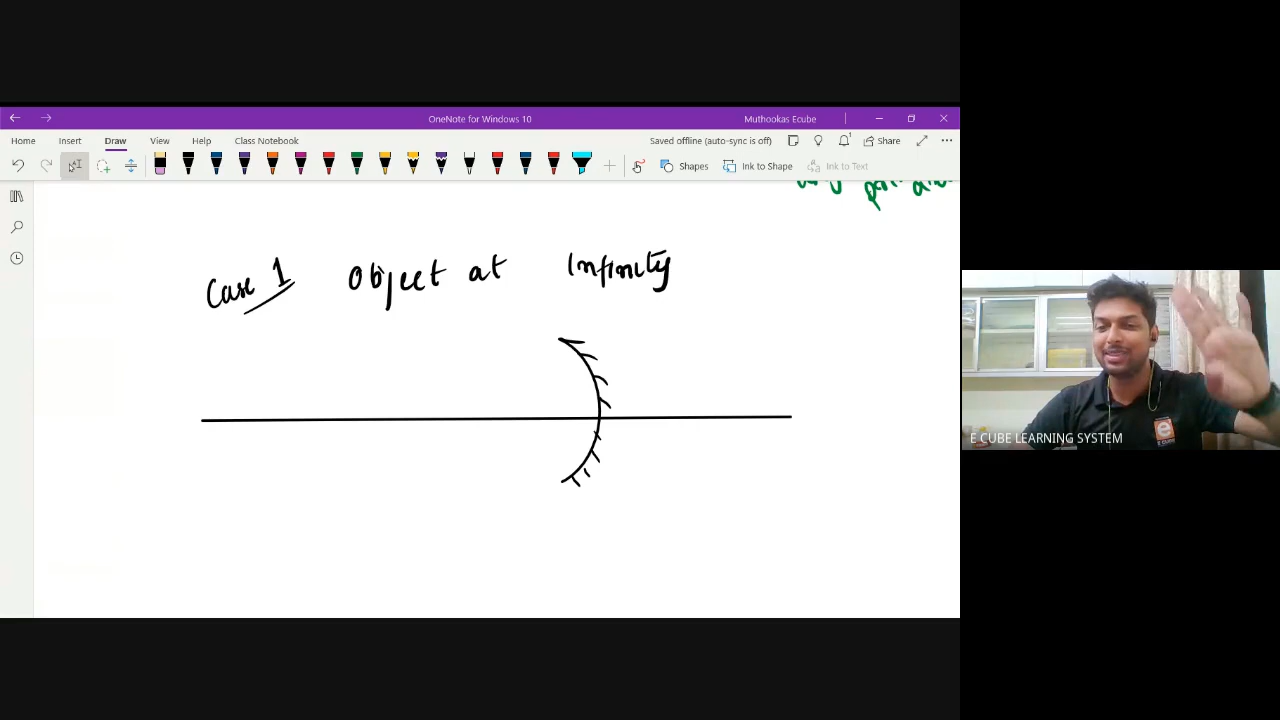 OneNote for Windows 10
Muthookas Ecube
Home Insert Draw View Help Class Notebook
Saved offline (auto-sync is off)
Share
Shapes Ink to Shape Ink to Text
Case 1 Object at Infinity
E CUBE LEARNING SYSTEM
e
E CUBE